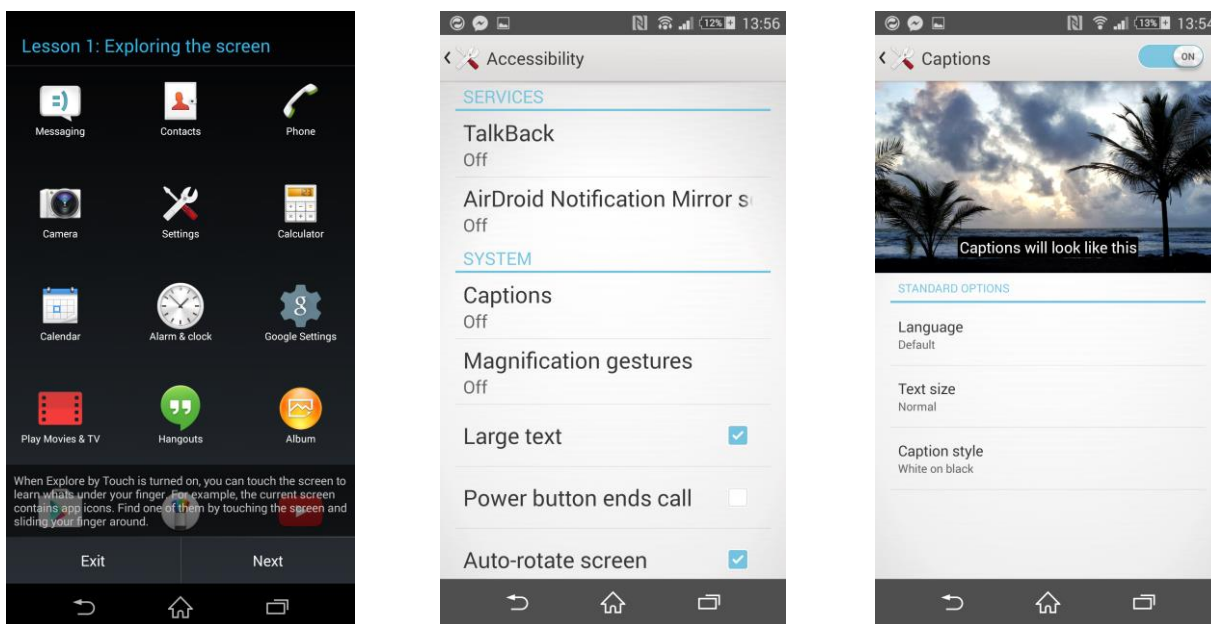 Lesson 1: Exploring the screen
Messaging Contacts Phone
Camera Settings Calculator
Calendar Alarm & clock Google Settings
Play Movies & TV Hangouts Album
When Explore by Touch is turned on, you can touch the screen to
learn whats under your finger. For example, the current screen
contains app icons. Find one of them by touching the screen and
sliding your finger around.
Exit Next
12% 13:56
Accessibility
SERVICES
TalkBack
Off
AirDroid Notification Mirror s
Off
SYSTEM
Captions
Off
Magnification gestures
Off
Large text
Power button ends call
Auto-rotate screen
13% 13:54
Captions ON
Captions will look like this
STANDARD OPTIONS
Language
Default
Text size
Normal
Caption style
White on black